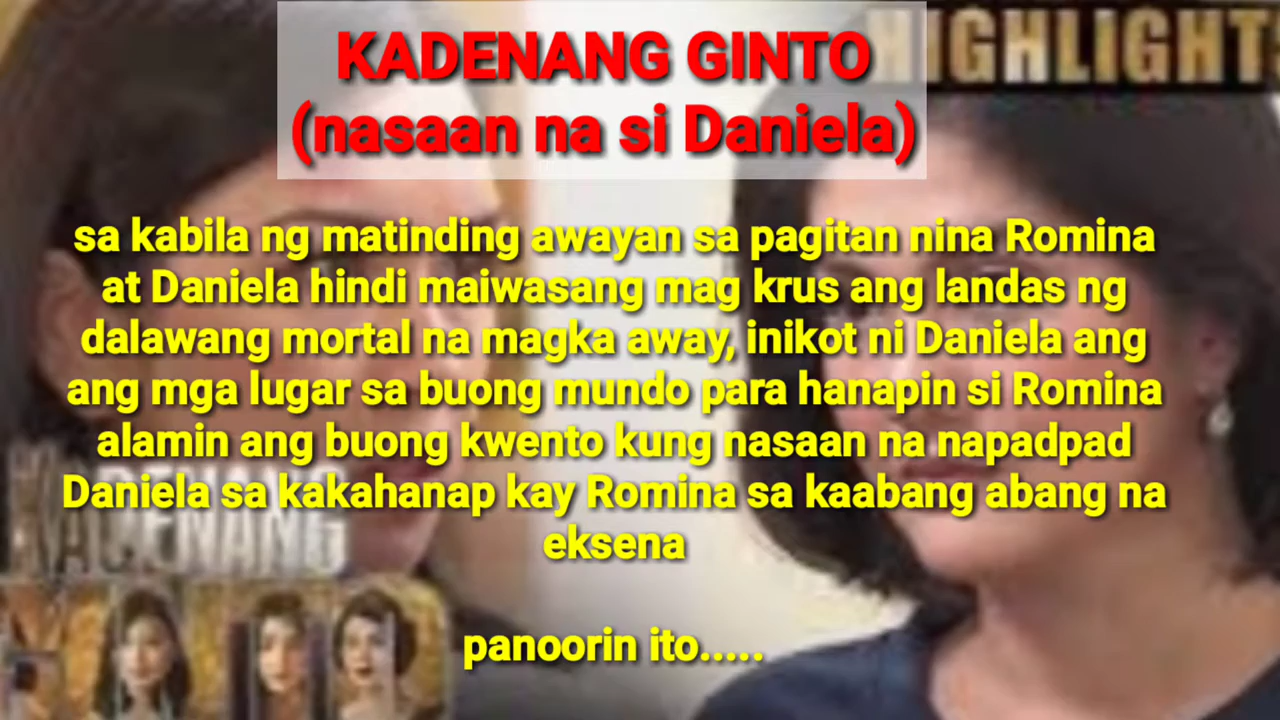 KADENANG GINTO
HIGHLIGHT
(nasaan na si Daniela)
sa kabila ng matinding awayan sa pagitan nina Romina
at Daniela hindi maiwasang mag krus ang landas ng
dalawang mortal na magka away, inikot ni Daniela ang
ang mga lugar sa buong mundo para hanapin si Romina
alamin ang buong kwento kung nasaan na napadpad
Daniela sa kakahanap kay Romina sa kaabang abang na
eksena
KADENANG
panoorin ito.....